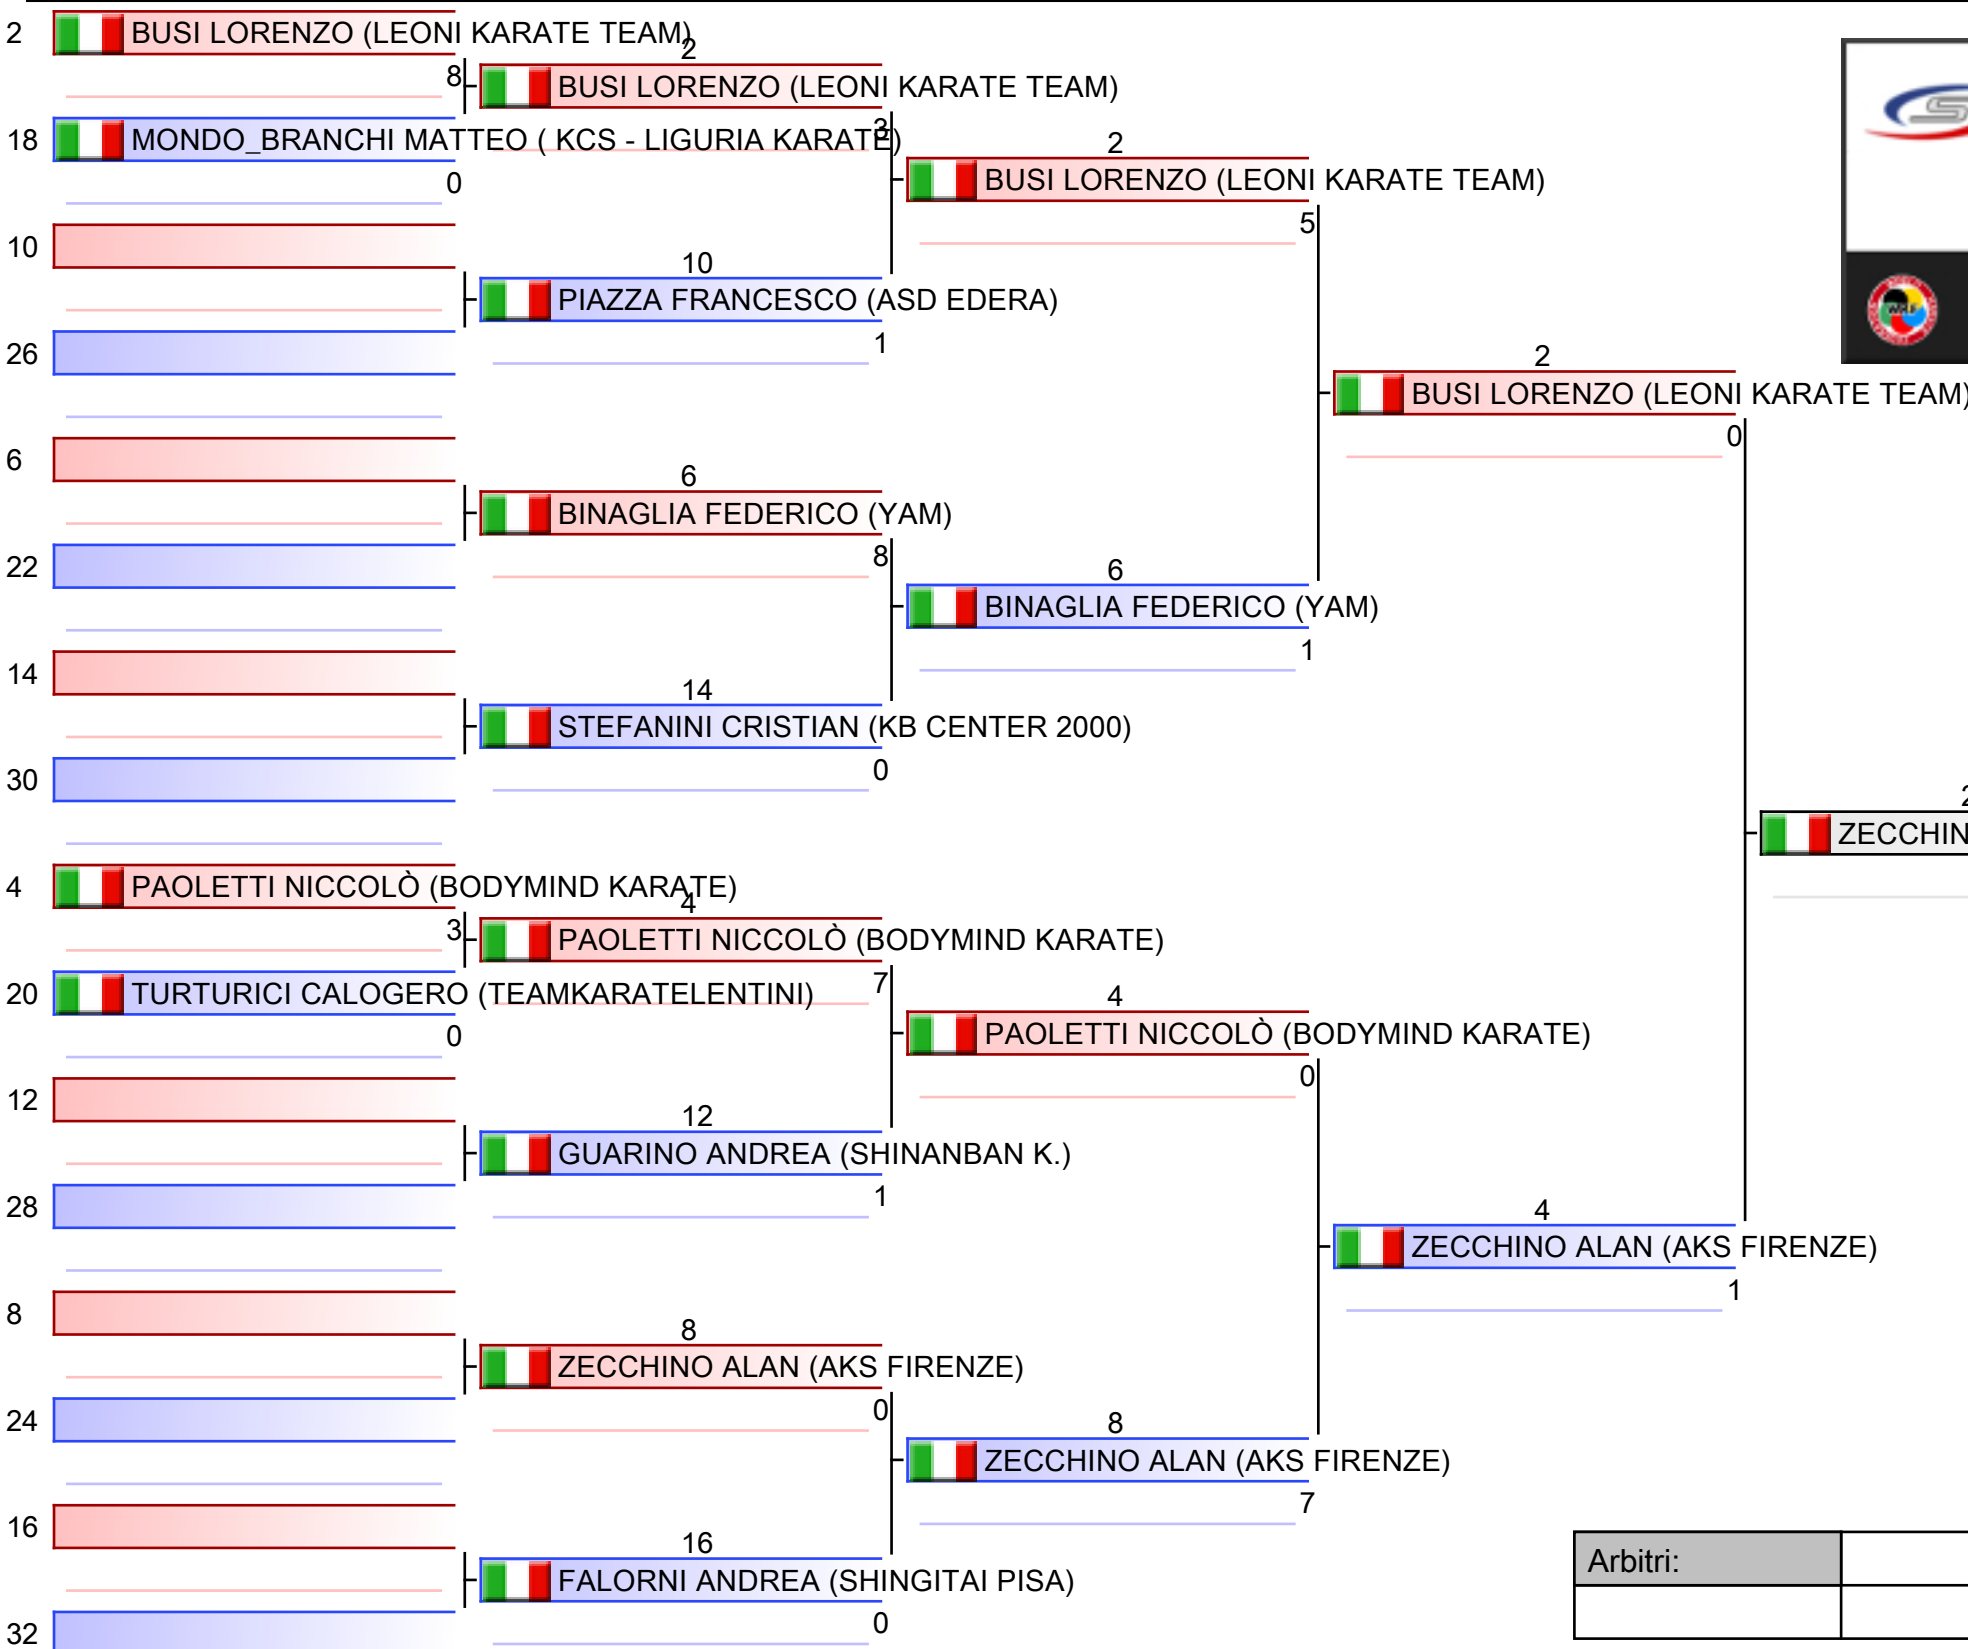 2 BUSI LORENZO (LEONI KARATE TEAM)
8
18 MONDO_BRANCHI MATTEO ( KCS - LIGURIA KARATE)
0
10
26
6
22
14
30
4 PAOLETTI NICCOLÒ (BODYMIND KARATE)
3
20 TURTURICI CALOGERO (TEAMKARATELENTINI)
0
12
28
8
24
16
32
2
BUSI LORENZO (LEONI KARATE TEAM)
3
10
PIAZZA FRANCESCO (ASD EDERA)
1
6
BINAGLIA FEDERICO (YAM)
8
14
STEFANINI CRISTIAN (KB CENTER 2000)
0
4
PAOLETTI NICCOLÒ (BODYMIND KARATE)
7
12
GUARINO ANDREA (SHINANBAN K.)
1
8
ZECCHINO ALAN (AKS FIRENZE)
0
16
FALORNI ANDREA (SHINGITAI PISA)
0
2
BUSI LORENZO (LEONI KARATE TEAM)
5
6
BINAGLIA FEDERICO (YAM)
1
4
PAOLETTI NICCOLÒ (BODYMIND KARATE)
0
8
ZECCHINO ALAN (AKS FIRENZE)
7
2
BUSI LORENZO (LEONI KARATE TEAM)
0
4
ZECCHINO ALAN (AKS FIRENZE)
1
2
ZECCHIN
Arbitri: